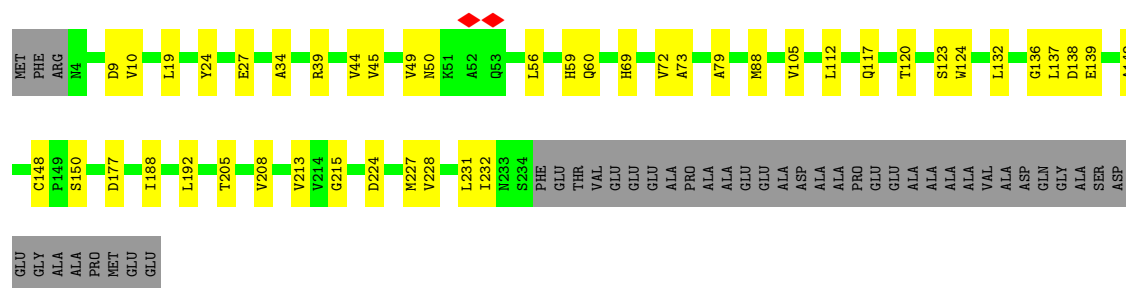 MET PHE ARG N4 D9 V10 L19 Y24 E27 A34 R39 V44 V45 V49 N50 K51 A52 Q53 L56 H59 Q60 H69 V72 A73 A79 M88 V105 L112 Q117 T120 S123 W124 L132 G136 L137 D138 E139
C148 P149 S150 D177 I188 L192 T205 V208 V213 V214 G215 D224 M227 V228 L231 I232 N233 S234 PHE GLU THR VAL GLU GLU GLU ALA PRO ALA ALA GLU GLU ALA ASP ALA ALA PRO GLU GLU ALA ALA ALA ALA VAL ALA ASP GLN GLY ALA SER ASP
GLU GLY ALA ALA PRO MET GLU GLU